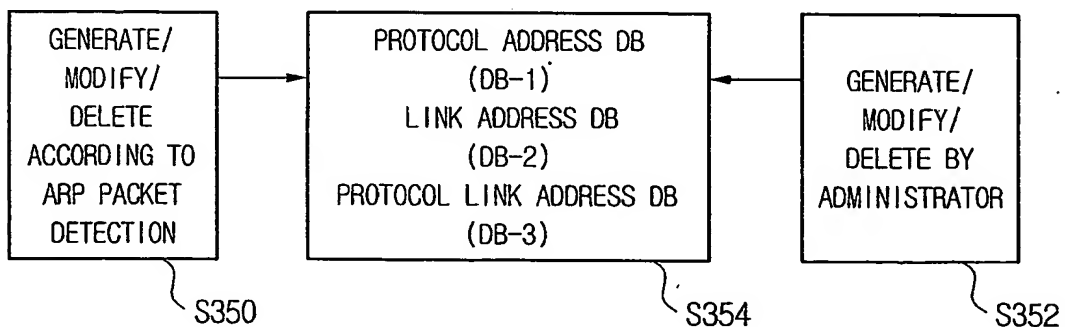 GENERATE/
MODIFY/
DELETE
ACCORDING TO
ARP PACKET
DETECTION
S350
PROTOCOL ADDRESS DB
(DB-1)
LINK ADDRESS DB
(DB-2)
PROTOCOL LINK ADDRESS DB
(DB-3)
S354
GENERATE/
MODIFY/
DELETE BY
ADMINISTRATOR
S352